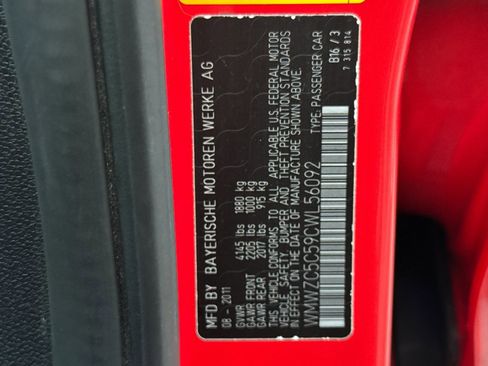 MFD BY BAYERISCHE MOTOREN WERKE AG
08 - 2011
GVWR 4145 lbs 1880 kg
GAWR FRONT 2205 lbs 1000 kg
GAWR REAR 2017 lbs 915 kg
THIS VEHICLE CONFORMS TO ALL APPLICABLE U.S. FEDERAL MOTOR
VEHICLE SAFETY, BUMPER AND THEFT PREVENTION STANDARDS
IN EFFECT ON THE DATE OF MANUFACTURE SHOWN ABOVE.
WMWZC5C59CWL56092 TYPE:PASSENGER CAR
B16 / 3
7 315 814